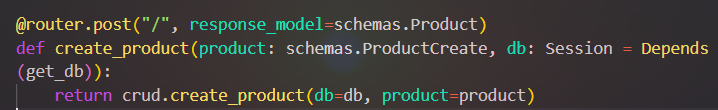 @router.post("/", response_model=schemas.Product)
def create_product(product: schemas.ProductCreate, db: Session = Depends
(get_db)):
    return crud.create_product(db=db, product=product)